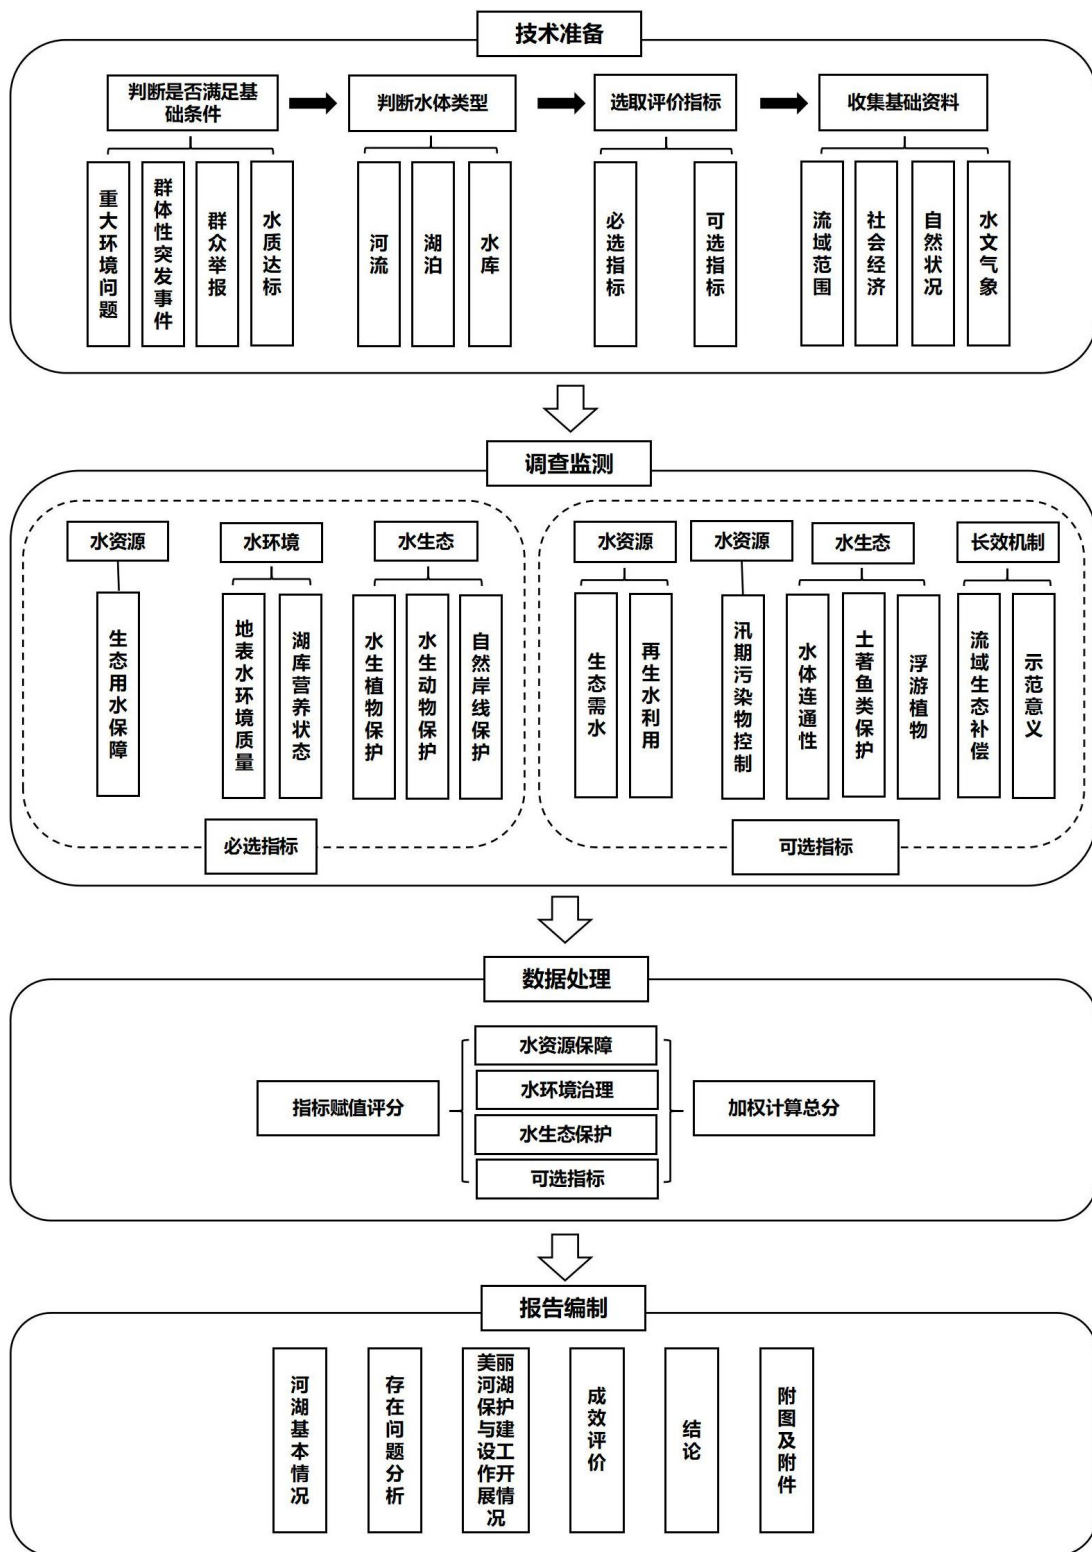 技术准备
判断是否满足基
础条件
判断水体类型
选取评价指标
收集基础资料
重大环境问题
群体性突发事件
群众举报
水质达标
河流
湖泊
水库
必选指标
可选指标
流域范围
社会经济
自然状况
水文气象
调查监测
水资源
水环境
水生态
水资源
水资源
水生态
长效机制
生态用水保障
地表水环境质量
湖库营养状态
水生植物保护
水生动物保护
自然岸线保护
生态需水
再生水利用
汛期污染物控制
水体连通性
土著鱼类保护
浮游植物
流域生态补偿
示范意义
必选指标
可选指标
数据处理
指标赋值评分
水资源保障
水环境治理
水生态保护
可选指标
加权计算总分
报告编制
河湖基本情况
存在问题分析
美丽
河湖
保护
与建
设工
作开
展情
况
成效评价
结论
附图及附件